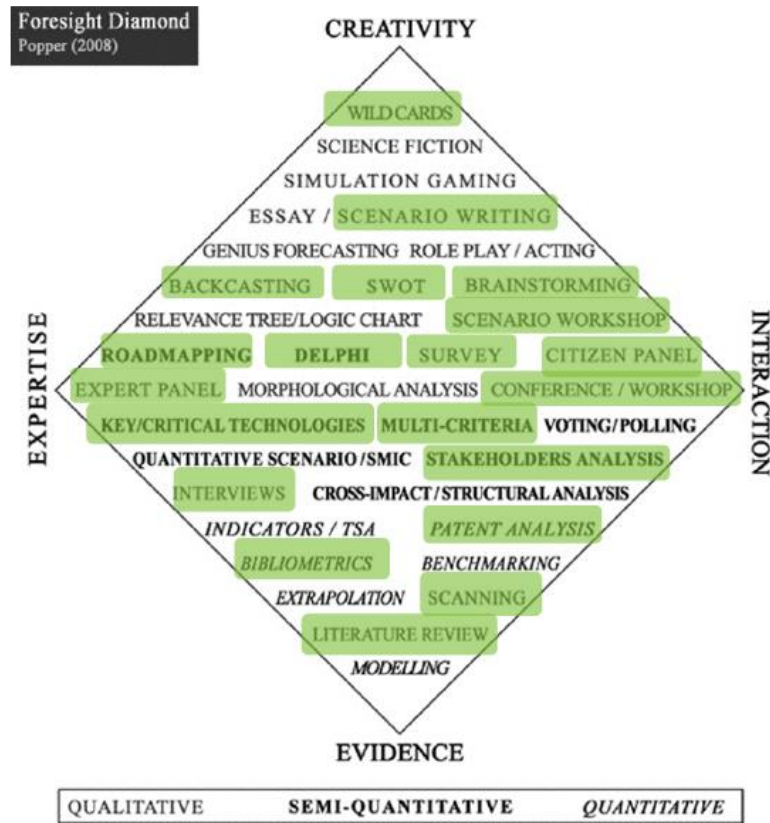 Foresight Diamond
Popper (2008)
CREATIVITY
WILD CARDS
SCIENCE FICTION
SIMULATION GAMING
ESSAY / SCENARIO WRITING
GENIUS FORECASTING ROLE PLAY / ACTING
BACKCASTING SWOT BRAINSTORMING
RELEVANCE TREE/LOGIC CHART SCENARIO WORKSHOP
ROADMAPPING DELPHI SURVEY CITIZEN PANEL
EXPERT PANEL MORPHOLOGICAL ANALYSIS CONFERENCE / WORKSHOP
KEY/CRITICAL TECHNOLOGIES MULTI-CRITERIA VOTING/POLLING
QUANTITATIVE SCENARIO/SMIC STAKEHOLDERS ANALYSIS
INTERVIEWS CROSS-IMPACT / STRUCTURAL ANALYSIS
INDICATORS / TSA PATENT ANALYSIS
BIBLIOMETRICS BENCHMARKING
EXTRAPOLATION SCANNING
LITERATURE REVIEW
MODELLING
EXPERTISE
INTERACTION
EVIDENCE
QUALITATIVE SEMI-QUANTITATIVE QUANTITATIVE